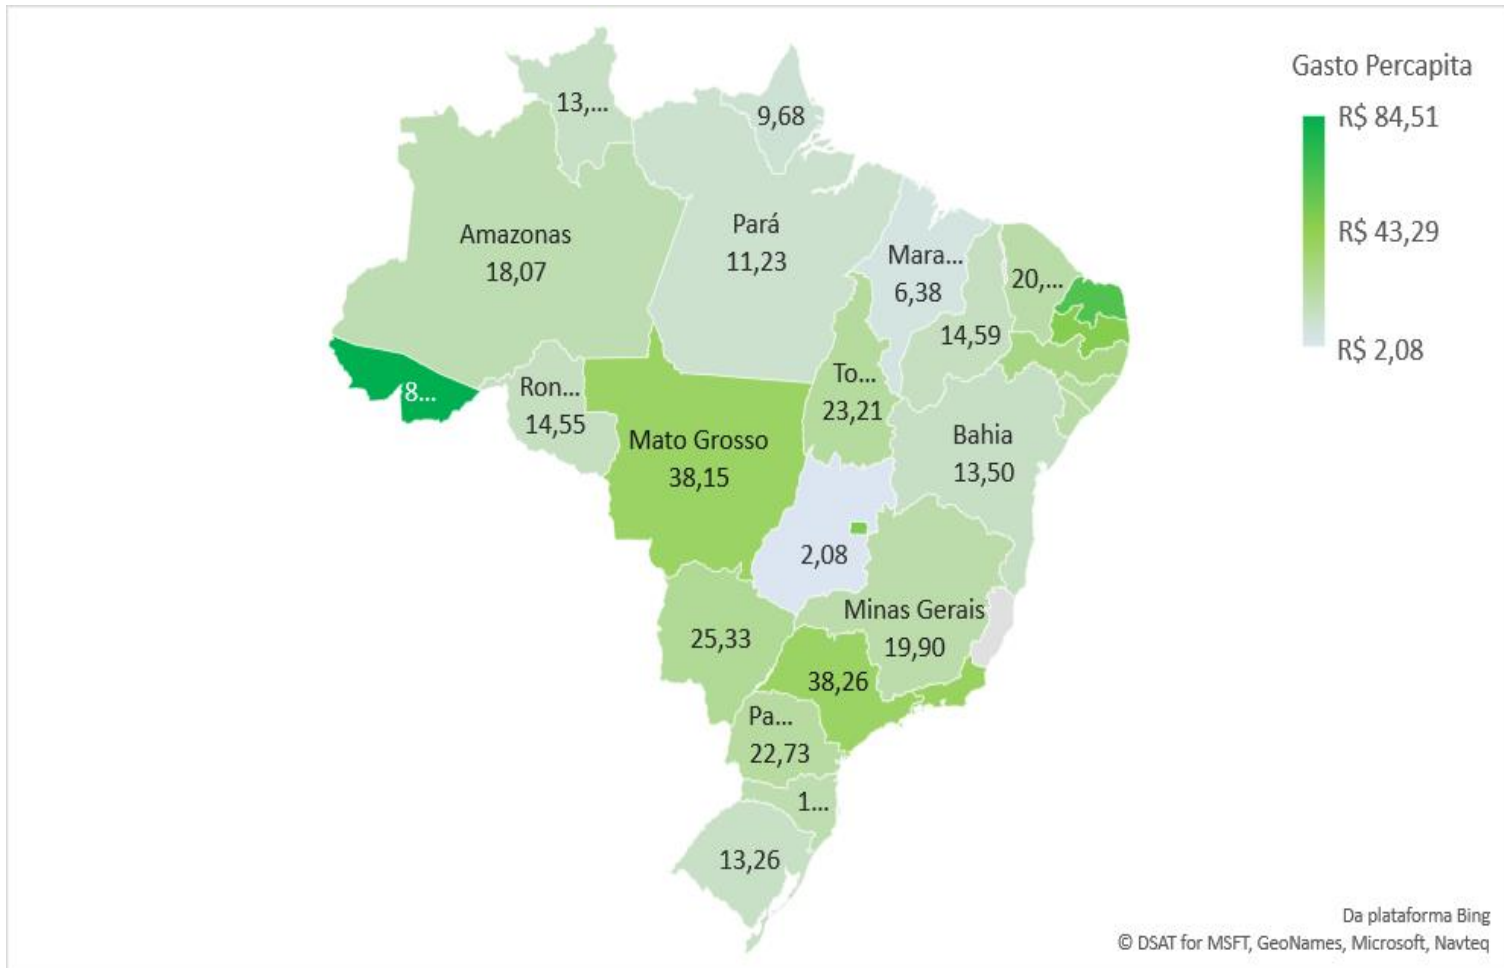 Gasto Percapita
R$ 84,51
R$ 43,29
R$ 2,08
13,...
9,68
Amazonas
18,07
Pará
11,23
Mara...
6,38
20,...
14,59
8...
Ron...
14,55
To...
23,21
Mato Grosso
38,15
Bahia
13,50
2,08
Minas Gerais
19,90
25,33
38,26
Pa...
22,73
1...
13,26
Da plataforma Bing
© DSAT for MSFT, GeoNames, Microsoft, Navteq